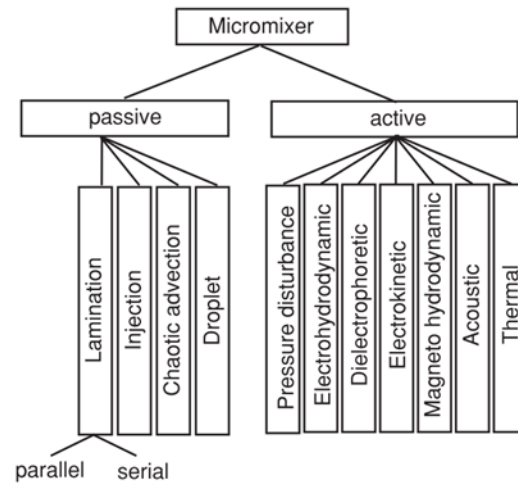 Micromixer
passive
active
Lamination
Injection
Chaotic advection
Droplet
Pressure disturbance
Electrohydrodynamic
Dielectrophoretic
Electrokinetic
Magneto hydrodynamic
Acoustic
Thermal
parallel
serial